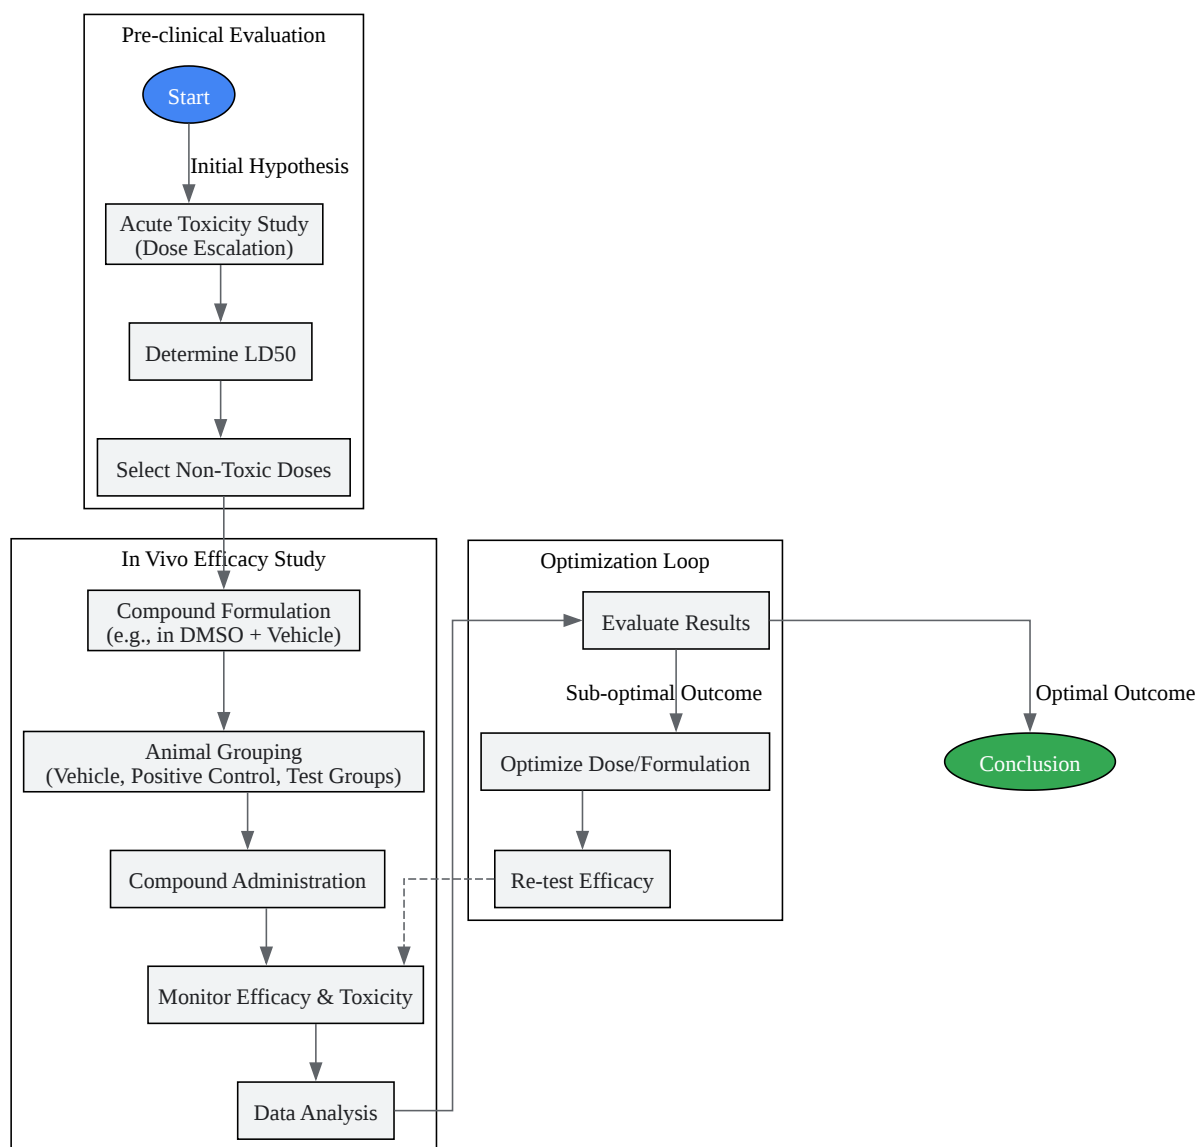 Pre-clinical Evaluation
Start
Initial Hypothesis
Acute Toxicity Study
(Dose Escalation)
Determine LD50
Select Non-Toxic Doses
In Vivo Efficacy Study
Compound Formulation
(e.g., in DMSO + Vehicle)
Animal Grouping
(Vehicle, Positive Control, Test Groups)
Compound Administration
Monitor Efficacy & Toxicity
Data Analysis
Optimization Loop
Evaluate Results
Sub-optimal Outcome
Optimize Dose/Formulation
Re-test Efficacy
Optimal Outcome
Conclusion